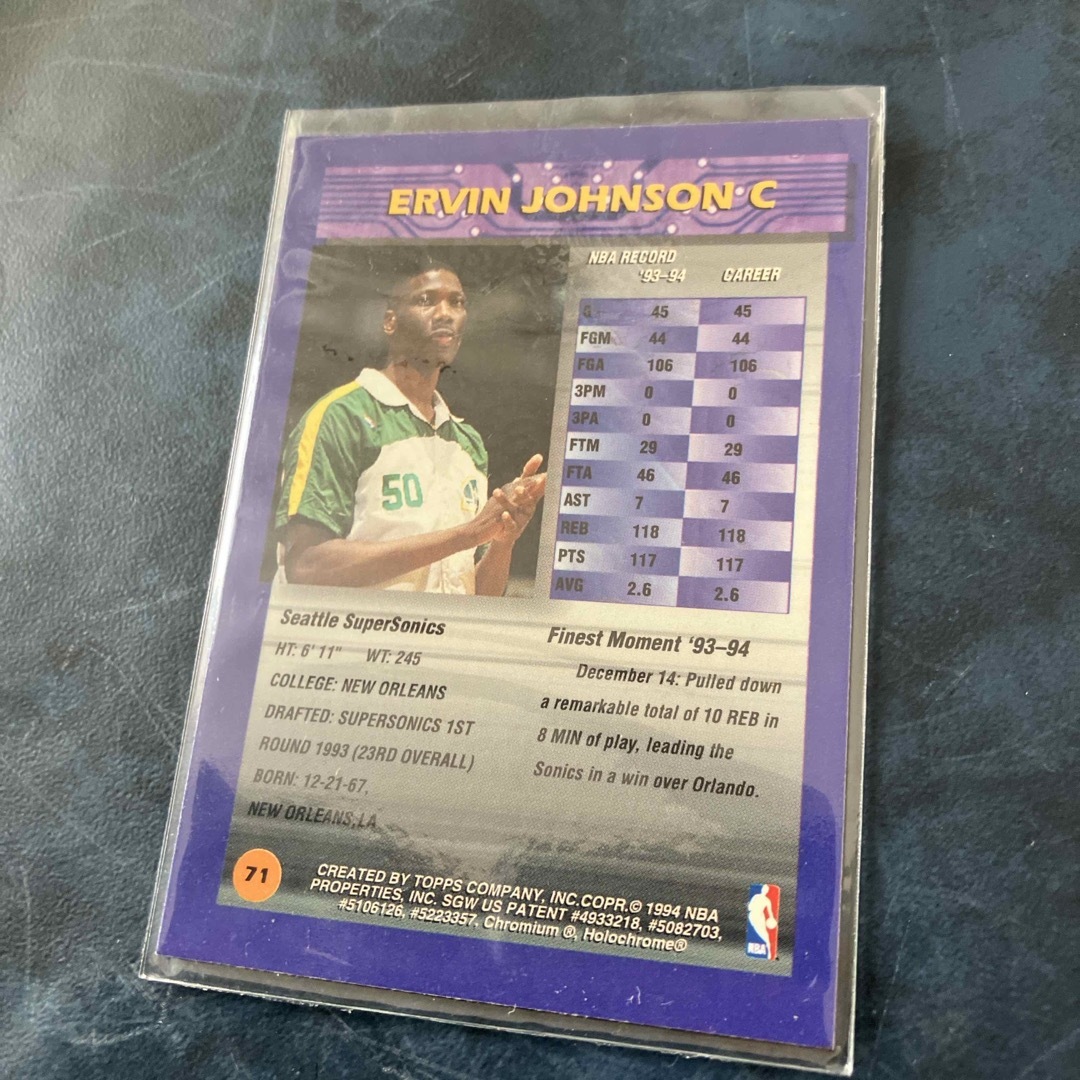 ERVIN JOHNSON C
NBA RECORD
'93–94 CAREER
G 45 45
FGM 44 44
FGA 106 106
3PM 0 0
3PA 0 0
FTM 29 29
FTA 46 46
AST 7 7
REB 118 118
PTS 117 117
AVG 2.6 2.6
50
Seattle SuperSonics
HT: 6' 11" WT: 245
COLLEGE: NEW ORLEANS
DRAFTED: SUPERSONICS 1ST
ROUND 1993 (23RD OVERALL)
BORN: 12-21-67,
NEW ORLEANS,LA
Finest Moment '93–94
December 14: Pulled down
a remarkable total of 10 REB in
8 MIN of play, leading the
Sonics in a win over Orlando.
71
CREATED BY TOPPS COMPANY, INC.COPR.© 1994 NBA
PROPERTIES, INC. SGW US PATENT #4933218, #5082703,
#5106126, #5223357, Chromium ®, Holochrome®
NBA